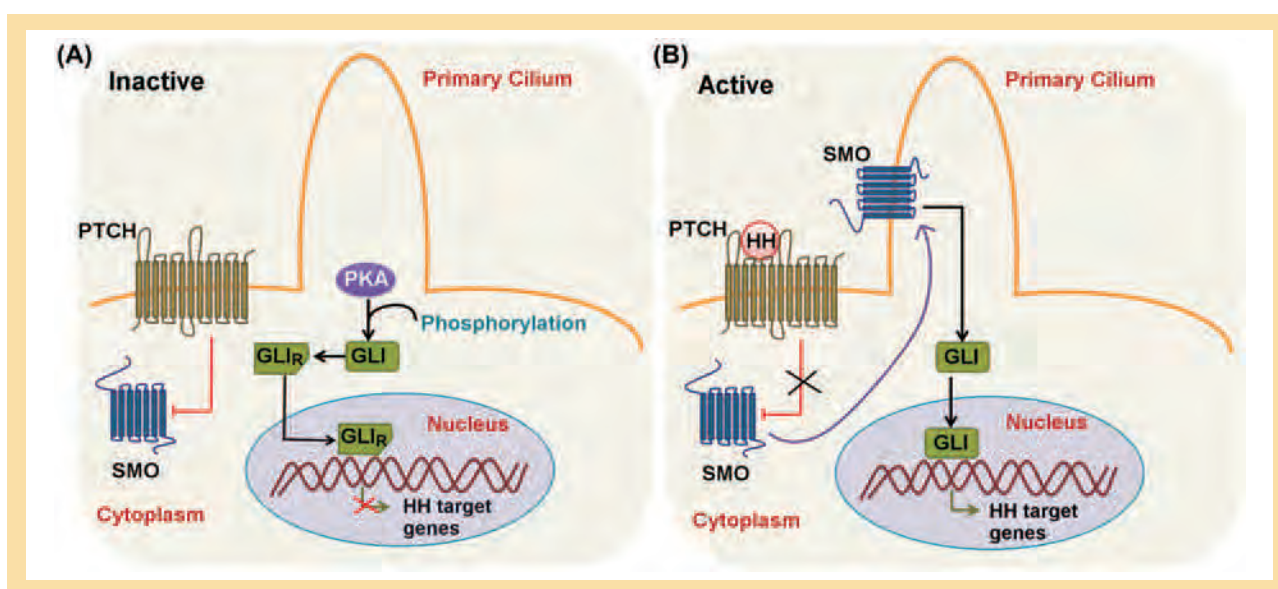 (A)
Inactive
Primary Cilium
PTCH
PKA
Phosphorylation
GLIR
GLI
Nucleus
GLIR
SMO
HH target
genes
Cytoplasm
(B)
Active
Primary Cilium
SMO
PTCH
HH
GLI
Nucleus
GLI
SMO
HH target
genes
Cytoplasm